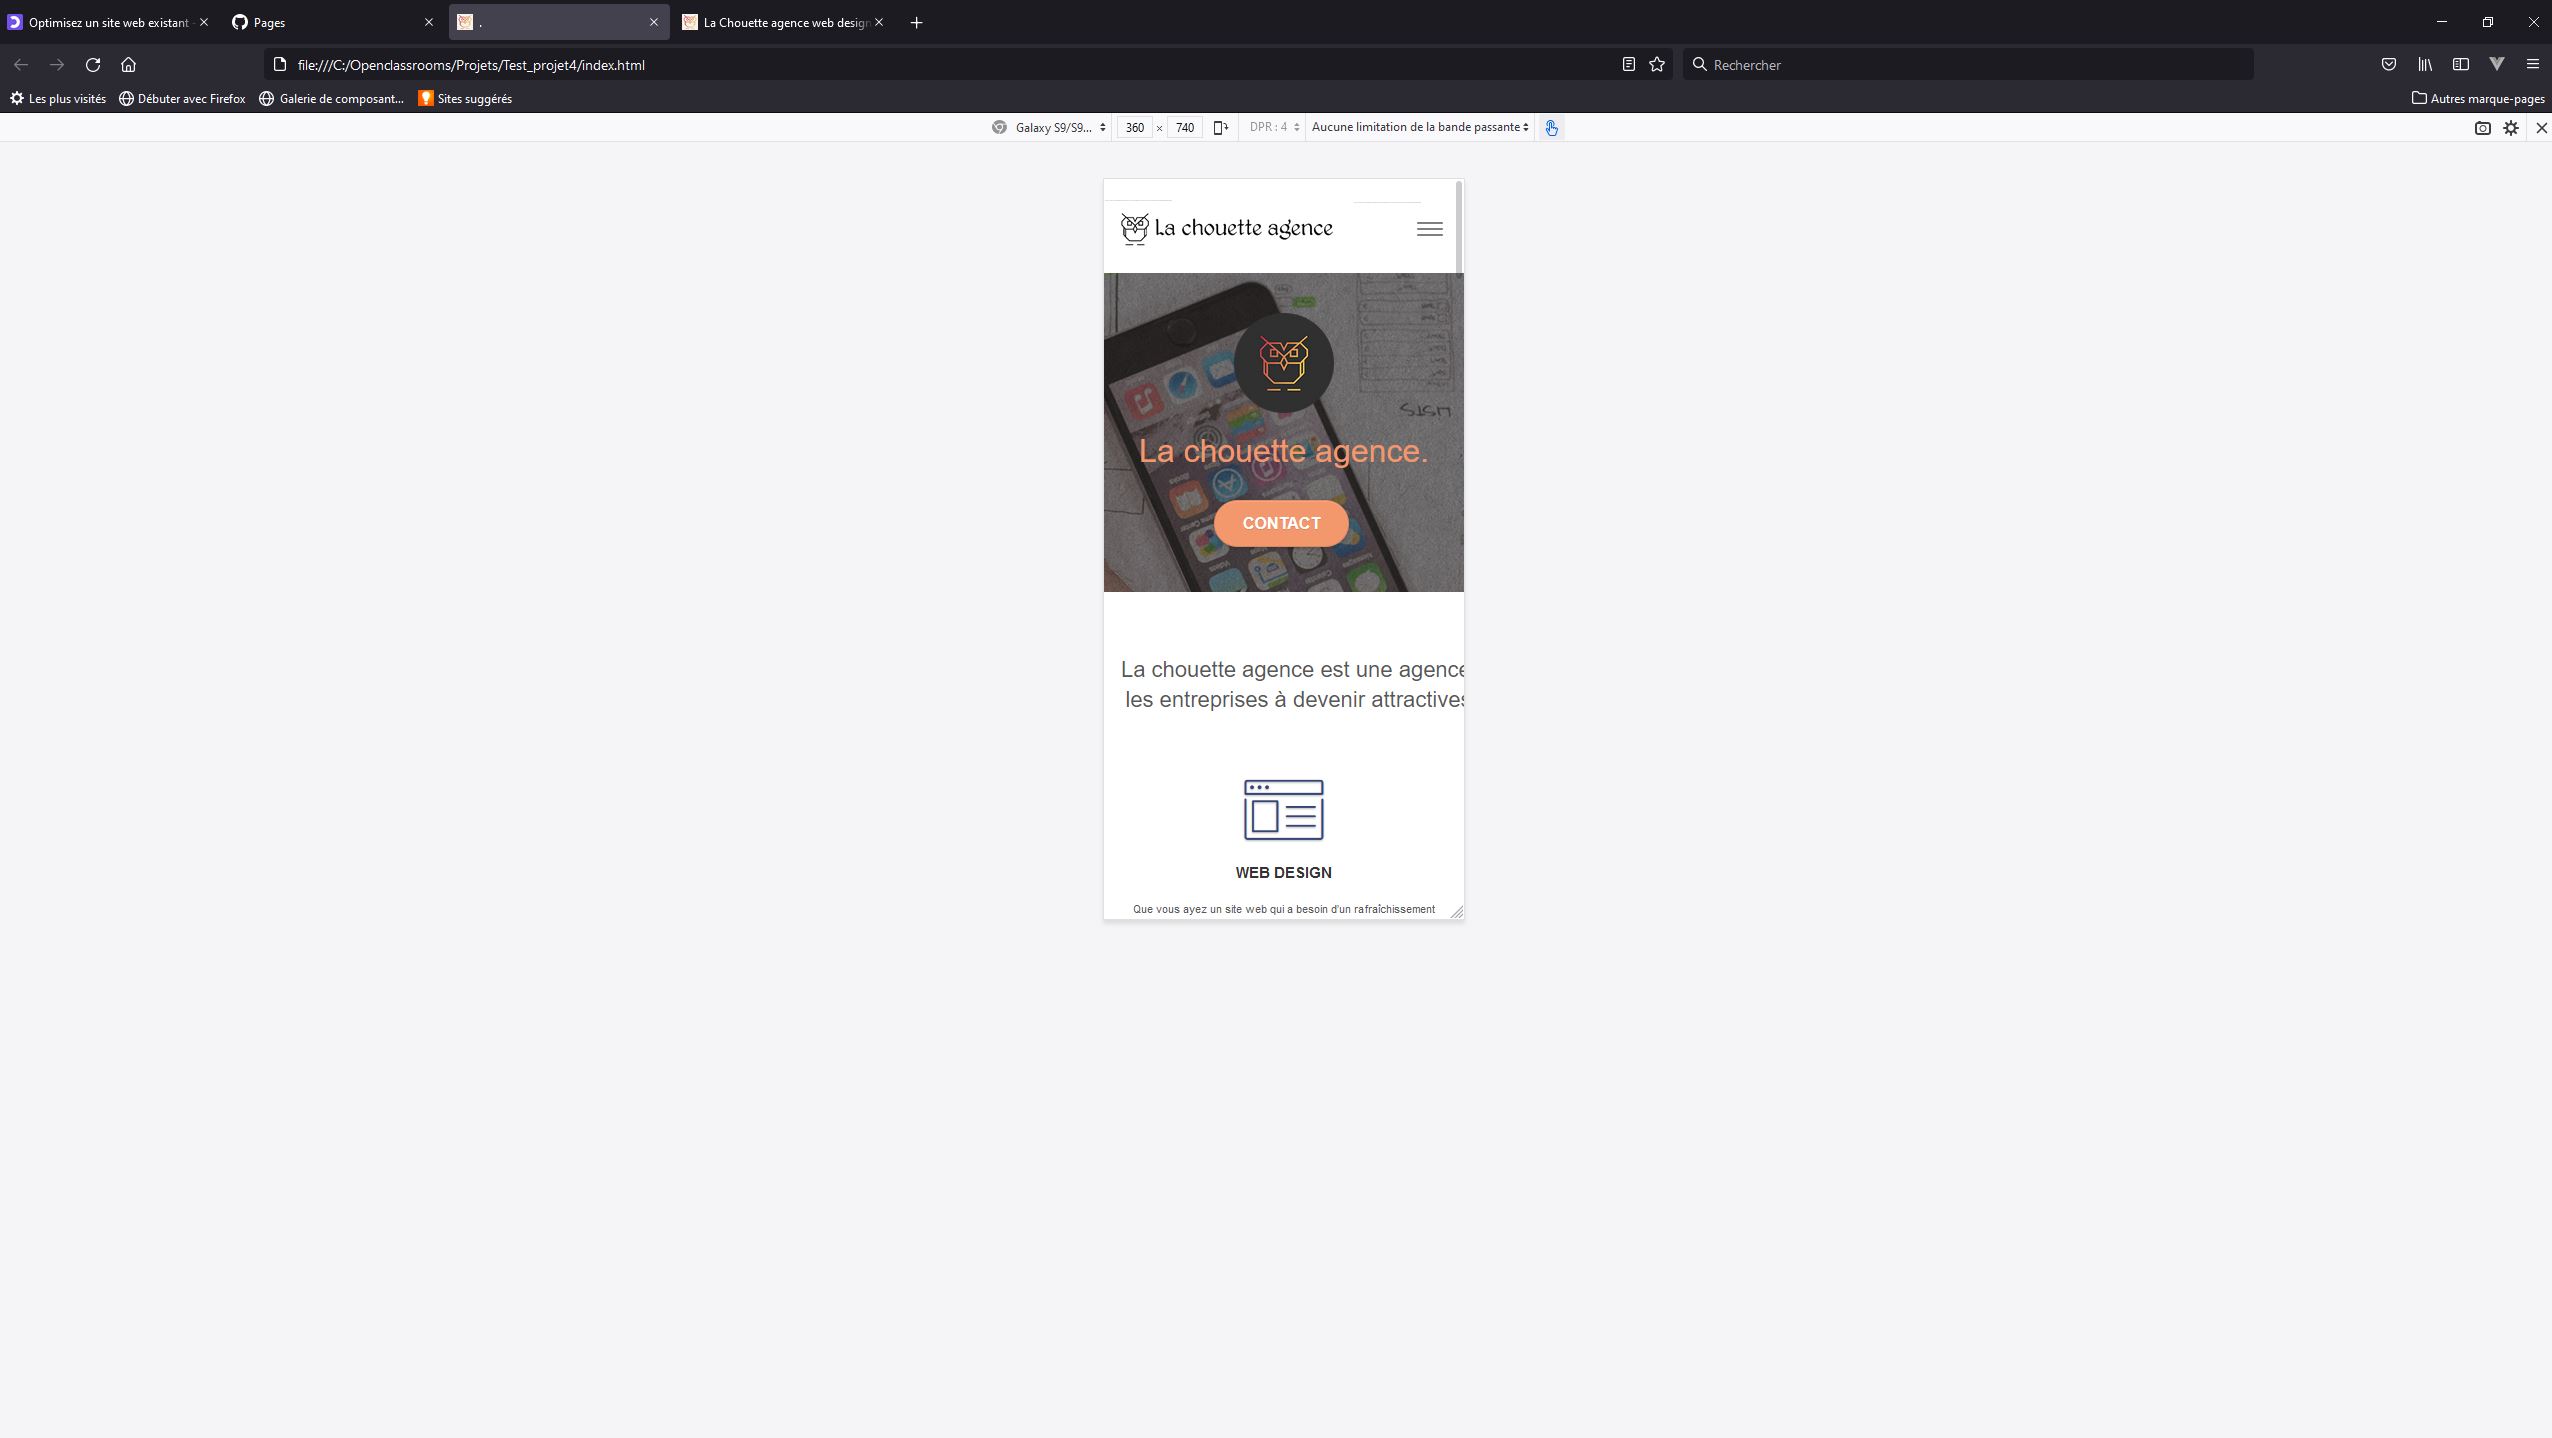 Optimisez un site web existant -
Pages
.
La Chouette agence web design
file:///C:/Openclassrooms/Projets/Test_projet4/index.html
Rechercher
Les plus visités
Débuter avec Firefox
Galerie de composant...
Sites suggérés
Autres marque-pages
Galaxy S9/S9...
360 × 740
DPR : 4
Aucune limitation de la bande passante
La chouette agence
La chouette agence.
CONTACT
La chouette agence est une agence
les entreprises à devenir attractives
WEB DESIGN
Que vous ayez un site web qui a besoin d'un rafraîchissement